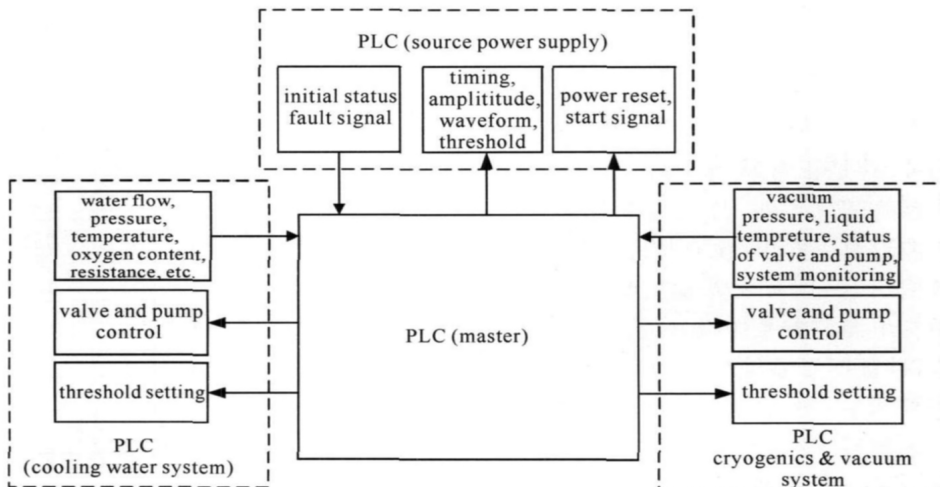 PLC (source power supply)
initial status
fault signal
timing,
amplititude,
waveform,
threshold
power reset,
start signal
water flow,
pressure,
temperature,
oxygen content,
resistance, etc.
valve and pump
control
threshold setting
PLC
(cooling water system)
PLC (master)
vacuum
pressure, liquid
tempreture, status
of valve and pump,
system monitoring
valve and pump
control
threshold setting
PLC
cryogenics & vacuum
system